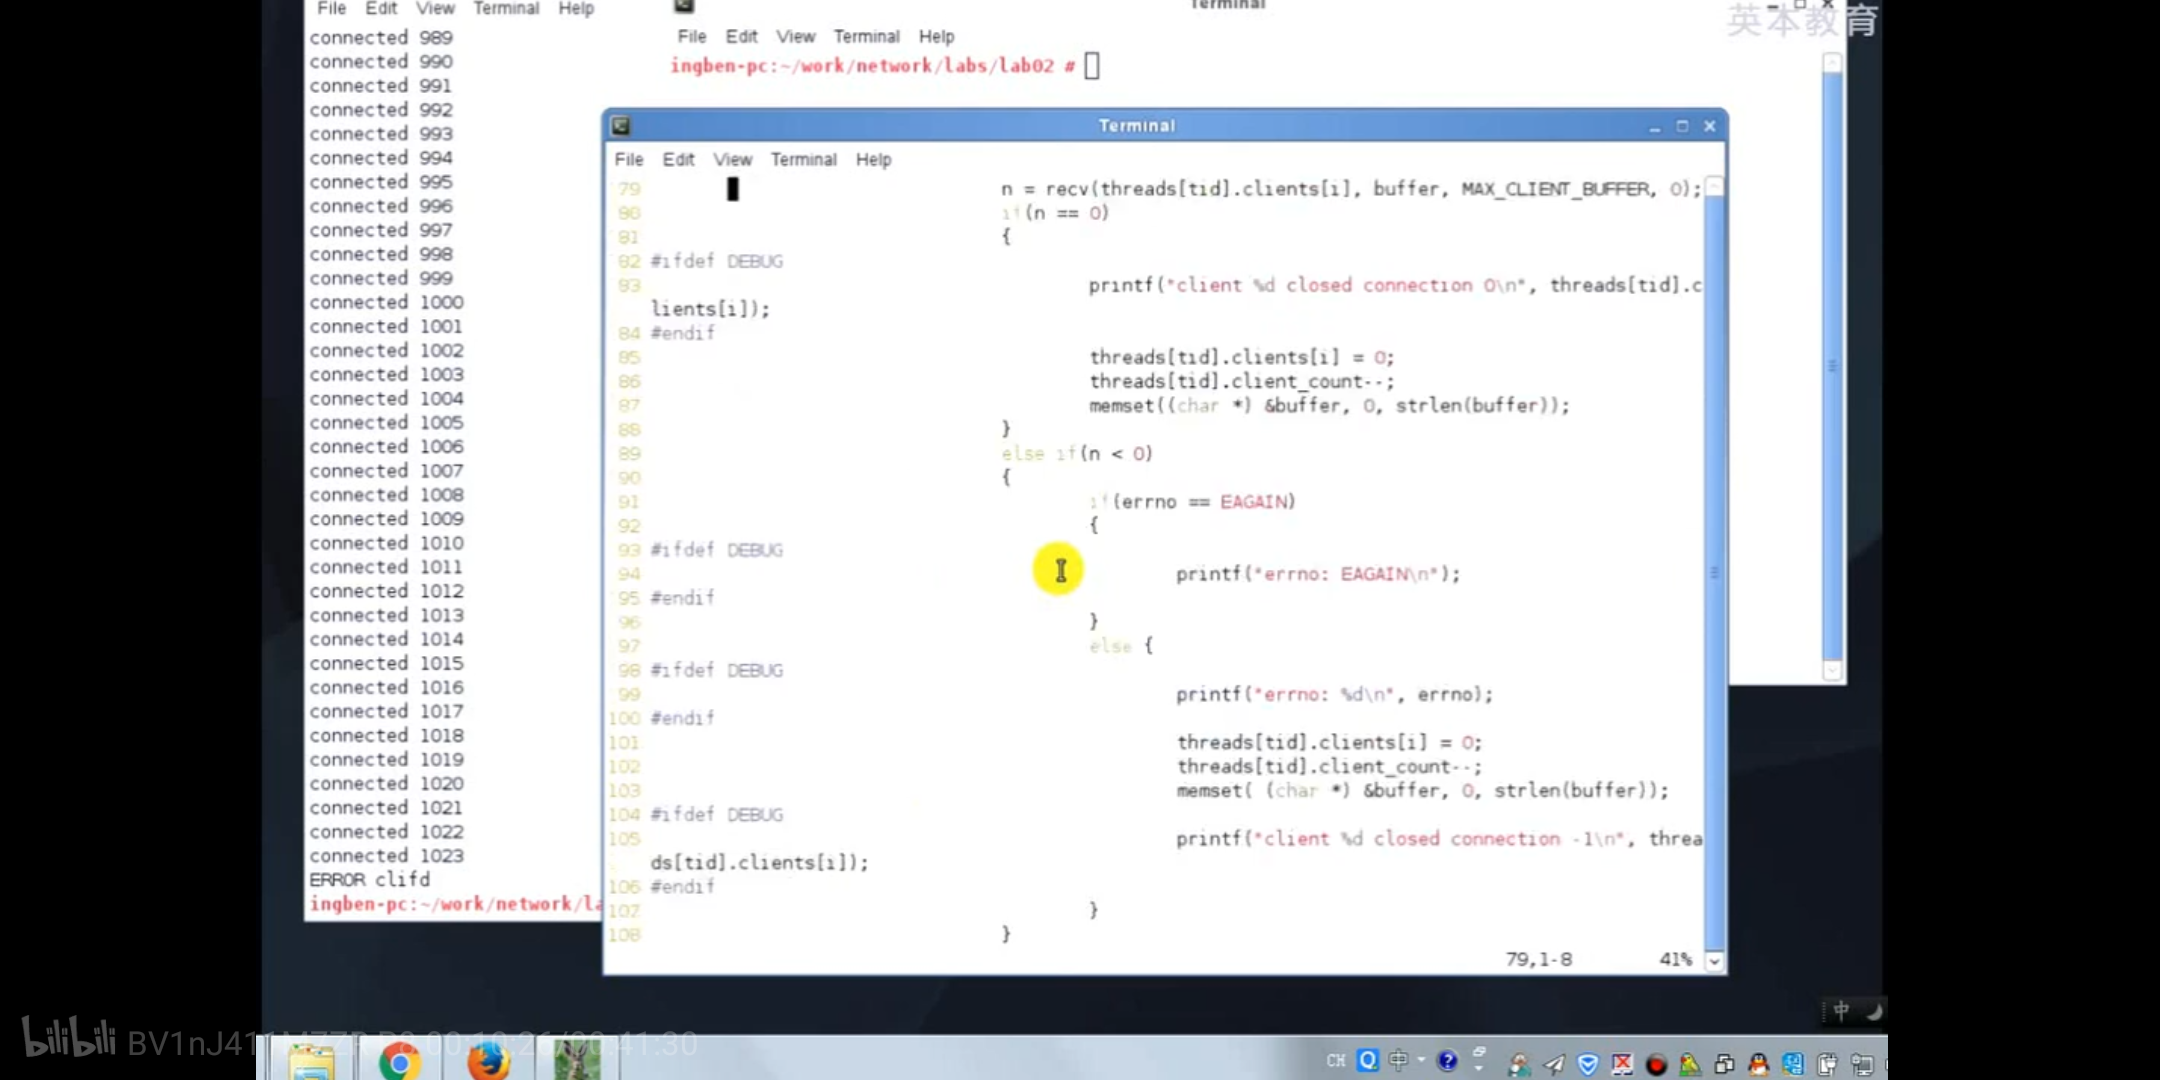 File Edit View Terminal Help
connected 989
connected 990
connected 991
connected 992
connected 993
connected 994
connected 995
connected 996
connected 997
connected 998
connected 999
connected 1000
connected 1001
connected 1002
connected 1003
connected 1004
connected 1005
connected 1006
connected 1007
connected 1008
connected 1009
connected 1010
connected 1011
connected 1012
connected 1013
connected 1014
connected 1015
connected 1016
connected 1017
connected 1018
connected 1019
connected 1020
connected 1021
connected 1022
connected 1023
ERROR clifd
ingben-pc:~/work/network/la
Terminal
英本教育
File Edit View Terminal Help
ingben-pc:~/work/network/labs/lab02 #
Terminal
File Edit View Terminal Help
79 n = recv(threads[tid].clients[i], buffer, MAX_CLIENT_BUFFER, 0);
80 if(n == 0)
81 {
82 #ifdef DEBUG
83 printf("client %d closed connection 0\n", threads[tid].c
lients[i]);
84 #endif
85 threads[tid].clients[i] = 0;
86 threads[tid].client_count--;
87 memset((char *) &buffer, 0, strlen(buffer));
88 }
89 else if(n < 0)
90 {
91 if(errno == EAGAIN)
92 {
93 #ifdef DEBUG
94 printf("errno: EAGAIN\n");
95 #endif
96 }
97 else {
98 #ifdef DEBUG
99 printf("errno: %d\n", errno);
100 #endif
101 threads[tid].clients[i] = 0;
102 threads[tid].client_count--;
103 memset( (char *) &buffer, 0, strlen(buffer));
104 #ifdef DEBUG
105 printf("client %d closed connection -1\n", threa
ds[tid].clients[i]);
106 #endif
107 }
108 }
79,1-8 41%
中
bilibili
CH 中